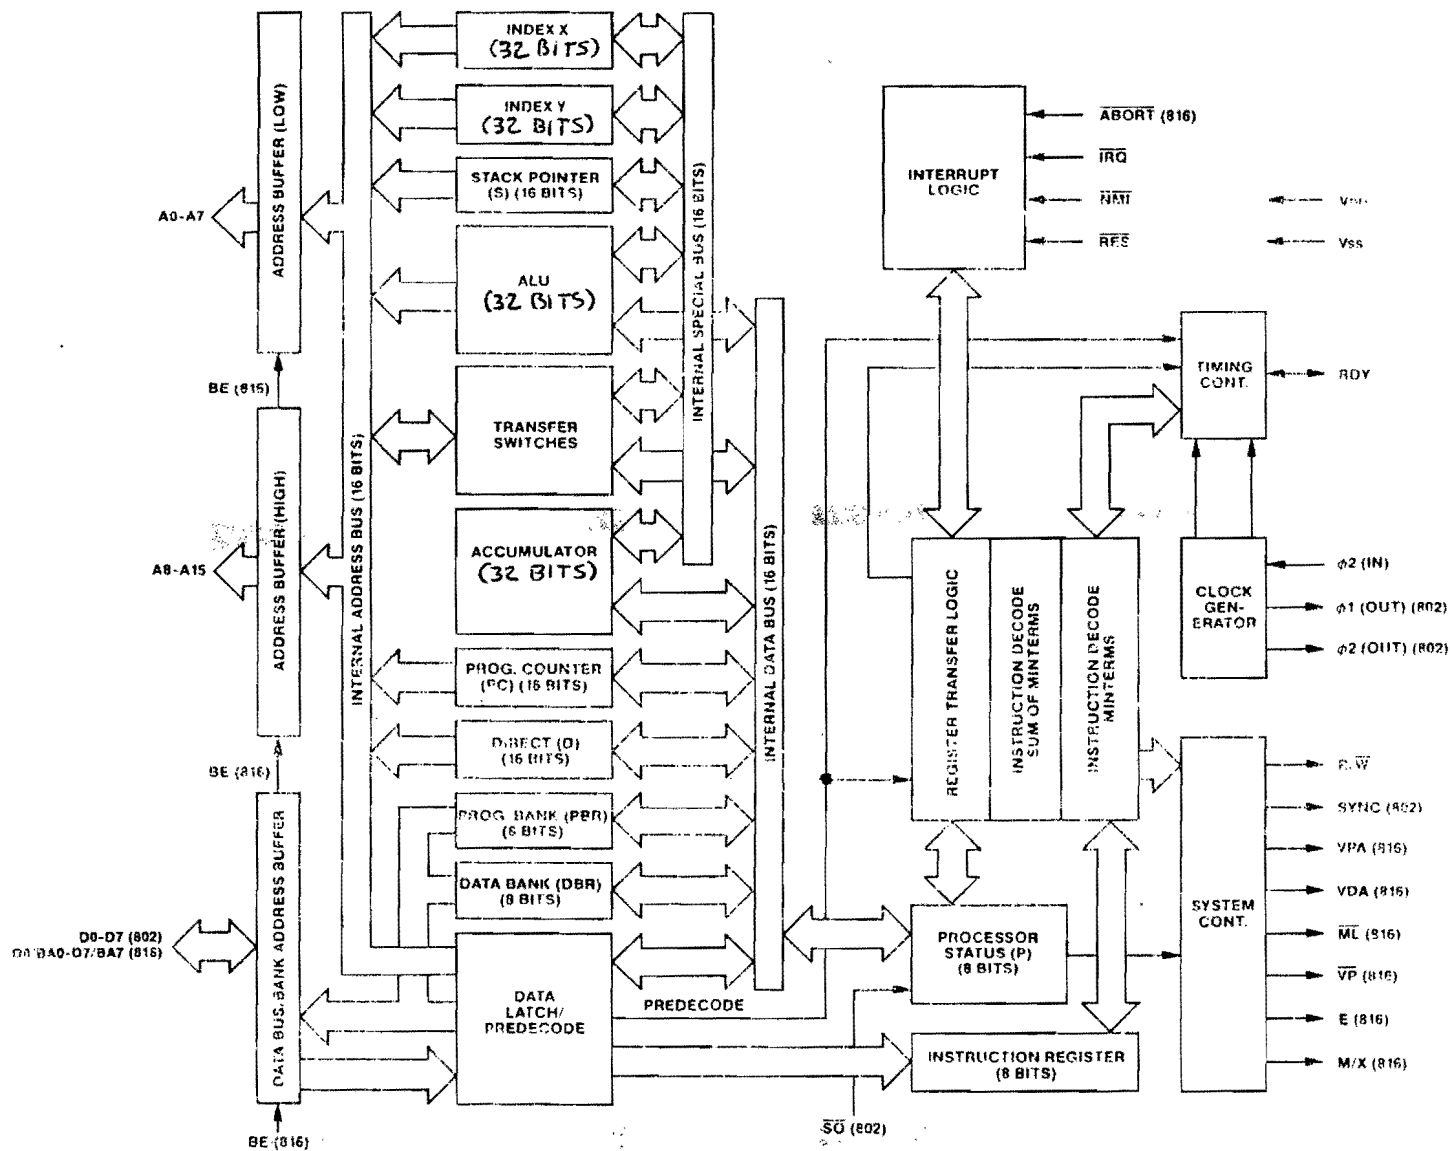 INDEX X
(32 BITS)
INDEX Y
(32 BITS)
STACK POINTER
(S) (16 BITS)
ALU
(32 BITS)
TRANSFER
SWITCHES
ACCUMULATOR
(32 BITS)
PROG. COUNTER
(PC) (16 BITS)
DIRECT (D)
(16 BITS)
PROG. BANK (PBR)
(8 BITS)
DATA BANK (DBR)
(8 BITS)
DATA
LATCH/
PREDECODE
ADDRESS BUFFER (LOW)
A0-A7
BE (816)
ADDRESS BUFFER (HIGH)
A8-A15
BE (816)
DATA BUS/BANK ADDRESS BUFFER
D0-D7 (802)
D0/BA0-D7/BA7 (816)
BE (816)
INTERNAL ADDRESS BUS (16 BITS)
INTERNAL SPECIAL BUS (16 BITS)
INTERNAL DATA BUS (16 BITS)
PREDECODE
INTERRUPT
LOGIC
ABORT (816)
IRQ
NMI
RES
Vss
TIMING
CONT.
RDY
CLOCK
GEN-
ERATOR
φ2 (IN)
φ1 (OUT) (802)
φ2 (OUT) (802)
REGISTER TRANSFER LOGIC
INSTRUCTION DECODE
SUM OF MINTERMS
INSTRUCTION DECODE
MINTERMS
PROCESSOR
STATUS (P)
(8 BITS)
INSTRUCTION REGISTER
(8 BITS)
SO (802)
SYSTEM
CONT.
R/W
SYNC (802)
VPA (816)
VDA (816)
ML (816)
VP (816)
E (816)
M/X (816)